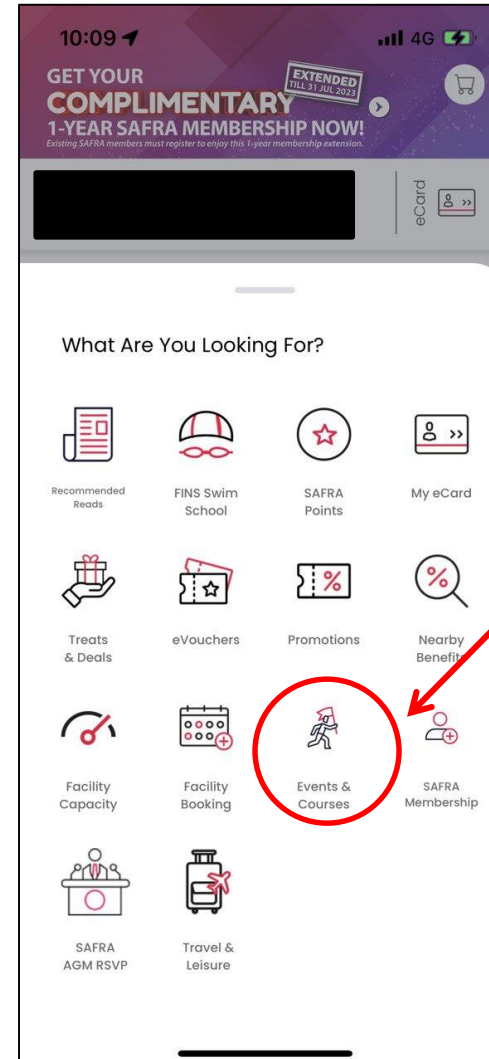 10:09
4G
GET YOUR
EXTENDED
TILL 31 JUL 2023
COMPLIMENTARY
1-YEAR SAFRA MEMBERSHIP NOW!
Existing SAFRA members must register to enjoy this 1-year membership extension.
eCard
What Are You Looking For?
Recommended
Reads
FINS Swim
School
SAFRA
Points
My eCard
Treats
& Deals
eVouchers
Promotions
Nearby
Benefits
Facility
Capacity
Facility
Booking
Events &
Courses
SAFRA
Membership
SAFRA
AGM RSVP
Travel &
Leisure